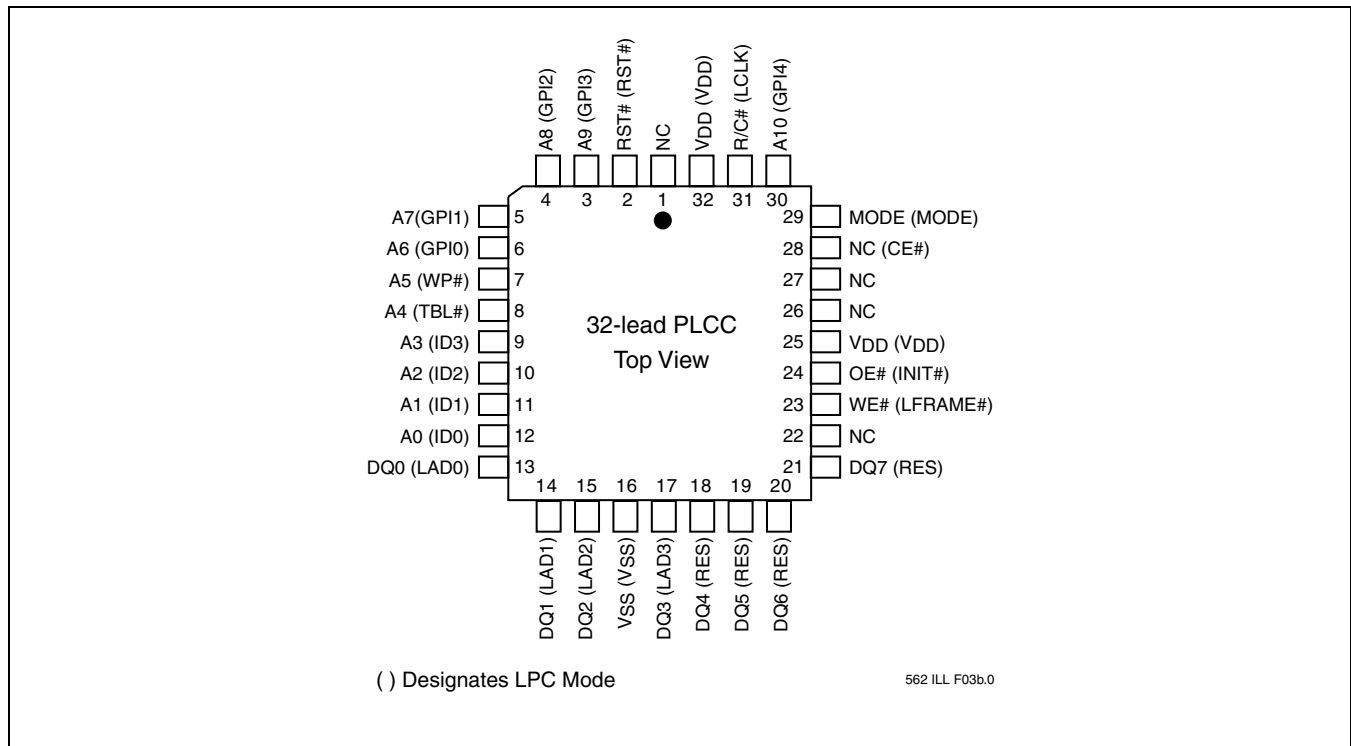 A8 (GPI2)
A9 (GPI3)
RST# (RST#)
NC
VDD (VDD)
R/C# (LCLK)
A10 (GPI4)
4 3 2 1 32 31 30
A7(GPI1) 5
A6 (GPI0) 6
A5 (WP#) 7
A4 (TBL#) 8
A3 (ID3) 9
A2 (ID2) 10
A1 (ID1) 11
A0 (ID0) 12
DQ0 (LAD0) 13
32-lead PLCC
Top View
29 MODE (MODE)
28 NC (CE#)
27 NC
26 NC
25 VDD (VDD)
24 OE# (INIT#)
23 WE# (LFRAME#)
22 NC
21 DQ7 (RES)
14 15 16 17 18 19 20
DQ1 (LAD1)
DQ2 (LAD2)
VSS (VSS)
DQ3 (LAD3)
DQ4 (RES)
DQ5 (RES)
DQ6 (RES)
( ) Designates LPC Mode
562 ILL F03b.0